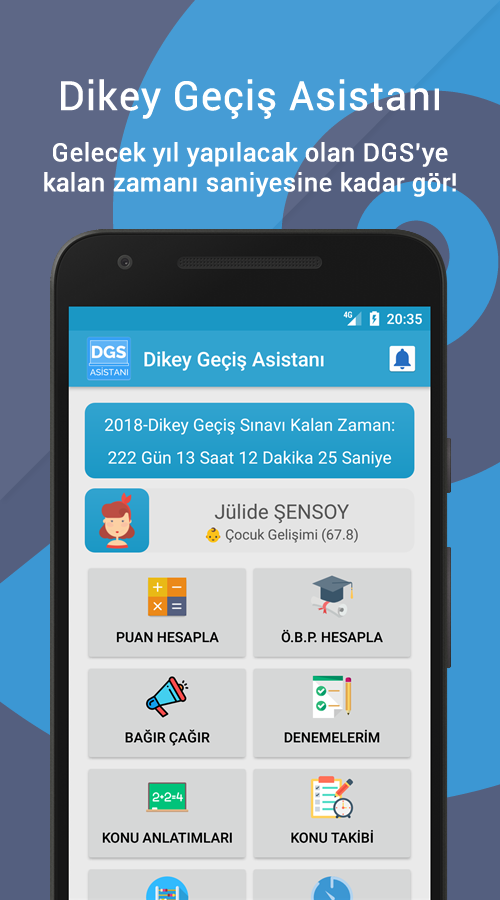 Dikey Geçiş Asistanı
Gelecek yıl yapılacak olan DGS'ye
kalan zamanı saniyesine kadar gör!
4G 20:35
DGS
ASİSTANI
Dikey Geçiş Asistanı
2018-Dikey Geçiş Sınavı Kalan Zaman:
222 Gün 13 Saat 12 Dakika 25 Saniye
Jülide ŞENSOY
Çocuk Gelişimi (67.8)
PUAN HESAPLA
Ö.B.P. HESAPLA
BAĞIR ÇAĞIR
DENEMELERİM
2+2=4
KONU ANLATIMLARI
KONU TAKİBİ